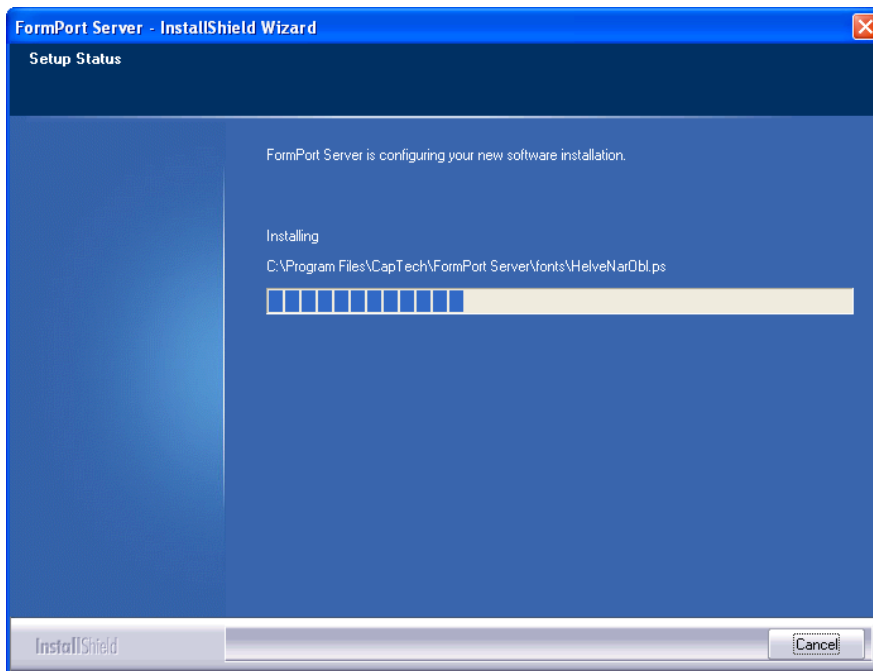 FormPort Server - InstallShield Wizard
Setup Status
FormPort Server is configuring your new software installation.
Installing
C:\Program Files\CapTech\FormPort Server\fonts\HelveNarObl.ps
InstallShield
Cancel